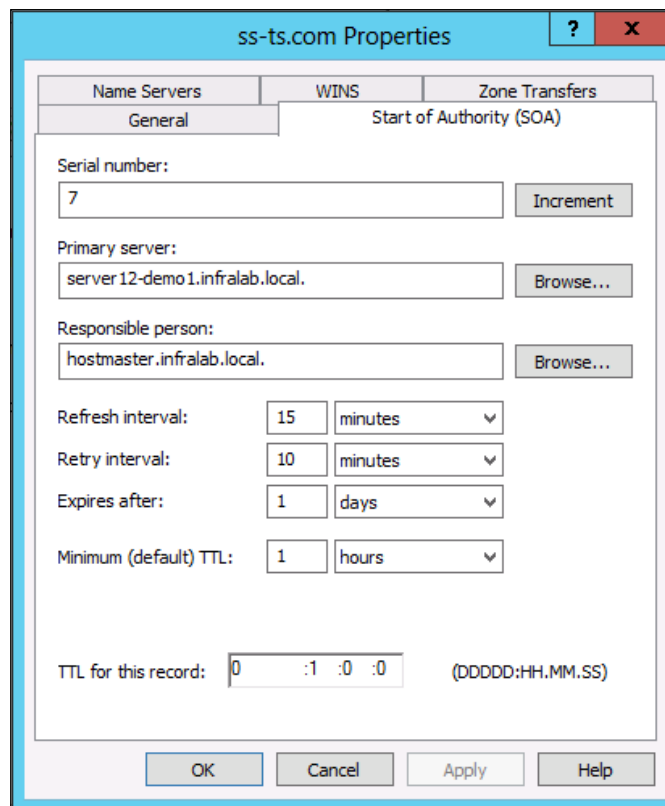 ss-ts.com Properties
?
x
Name Servers
WINS
Zone Transfers
General
Start of Authority (SOA)
Serial number:
7
Increment
Primary server:
server12-demo1.infralab.local.
Browse...
Responsible person:
hostmaster.infralab.local.
Browse...
Refresh interval:
15
minutes
Retry interval:
10
minutes
Expires after:
1
days
Minimum (default) TTL:
1
hours
TTL for this record:
0 :1 :0 :0
(DDDDD:HH.MM.SS)
OK
Cancel
Apply
Help